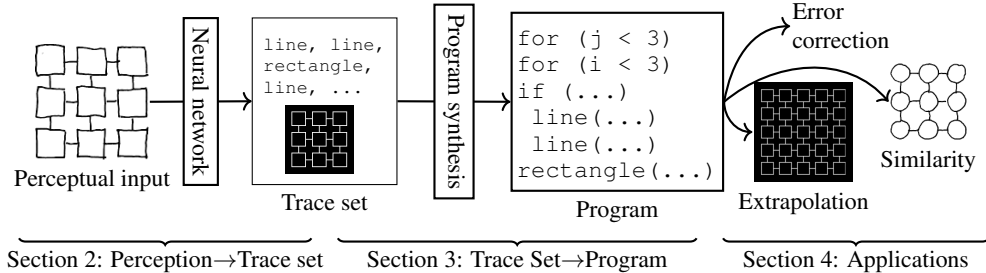 Perceptual input
Neural network
line, line,
rectangle,
line, ...
Trace set
Program synthesis
for (j < 3)
for (i < 3)
if (...)
line(...)
line(...)
rectangle(...)
Program
Error
correction
Extrapolation
Similarity
Section 2: Perception→Trace set
Section 3: Trace Set→Program
Section 4: Applications